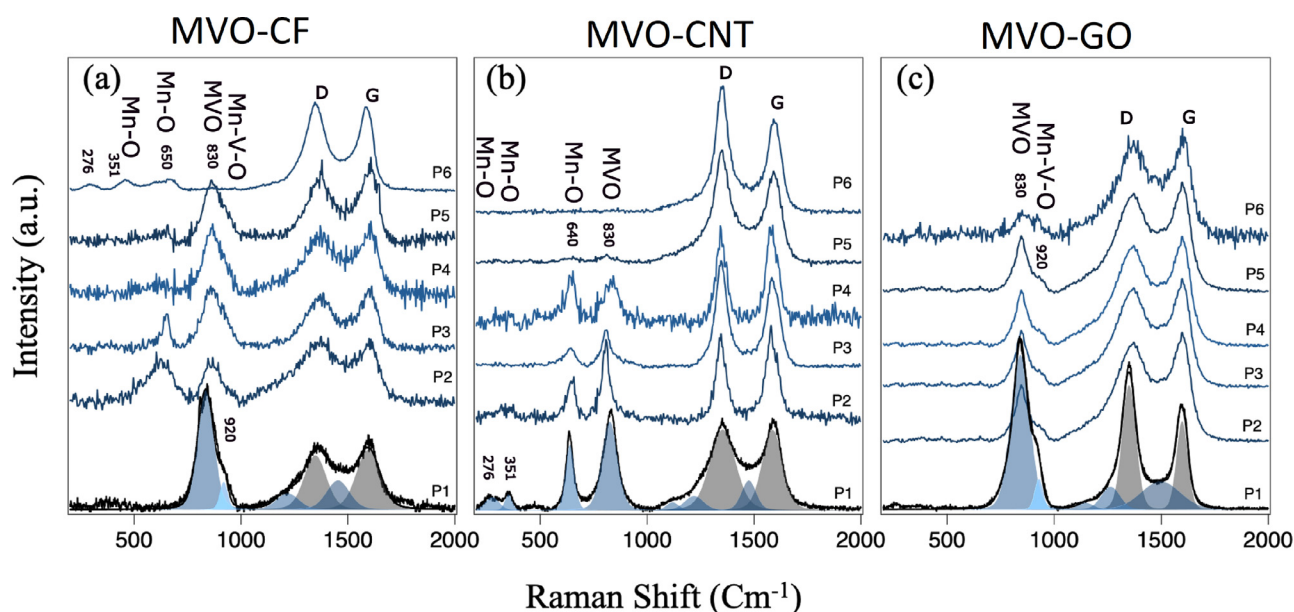 MVO-CF
MVO-CNT
MVO-GO
Intensity (a.u.)
(a)
276
351
Mn-O
Mn-O
650
MVO
830
Mn-V-O
D
G
P6
P5
P4
P3
P2
920
P1
500
1000
1500
2000
(b)
Mn-O
Mn-O
Mn-O
640
MVO
830
D
G
P6
P5
P4
P3
P2
276
351
P1
500
1000
1500
2000
(c)
MVO
830
Mn-V-O
920
D
G
P6
P5
P4
P3
P2
P1
500
1000
1500
2000
Raman Shift (Cm-1)